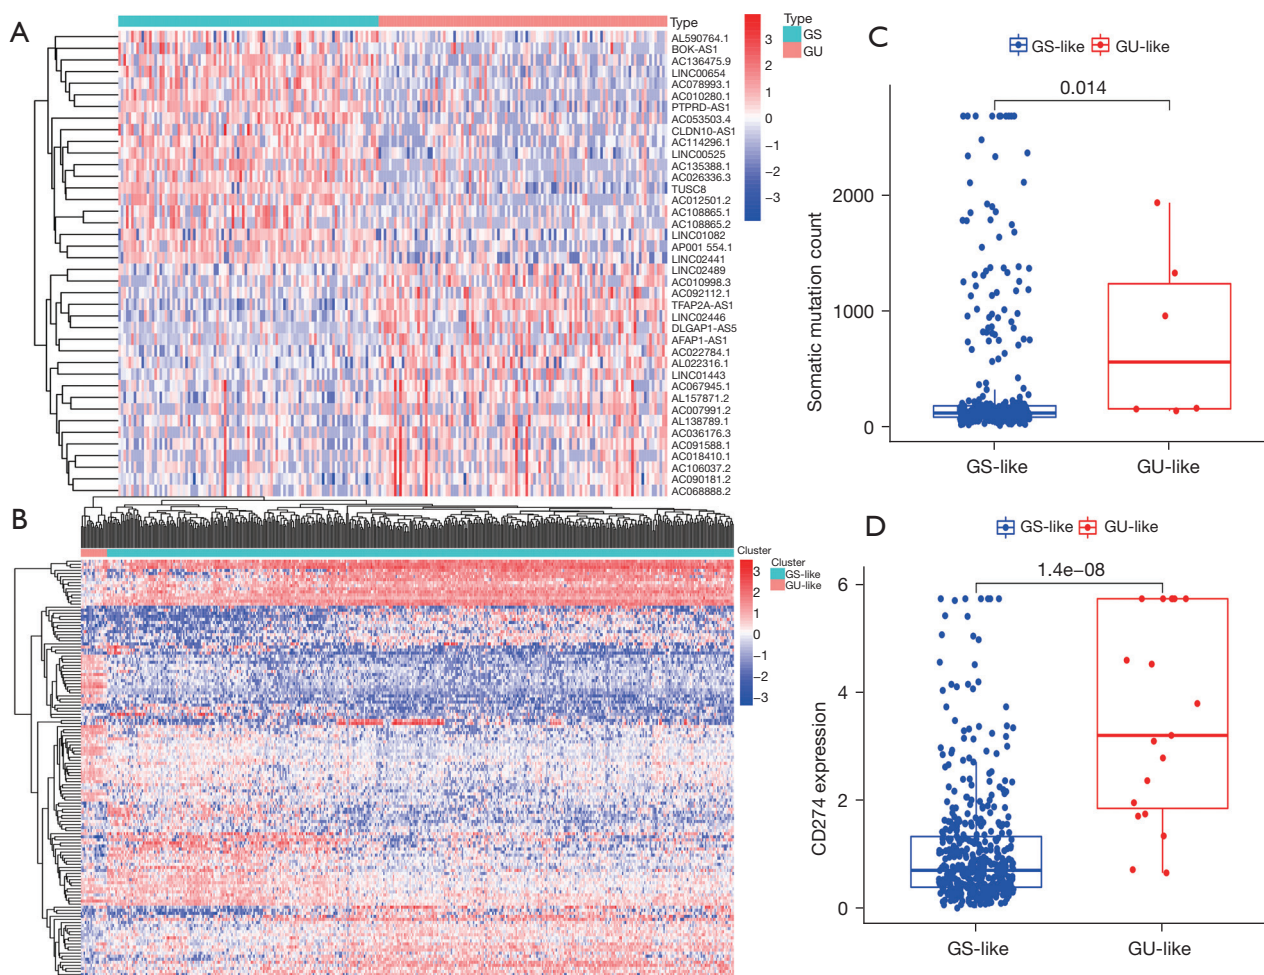 A
Type
3
2
1
0
−1
−2
−3
Type
GS
GU
AL590764.1
BOK-AS1
AC136475.9
LINC00654
AC078993.1
AC010280.1
PTPRD-AS1
AC053503.4
CLDN10-AS1
AC114296.1
LINC00525
AC135388.1
AC026336.3
TUSC8
AC012501.2
AC108865.1
AC108865.2
LINC01082
AP001 554.1
LINC02441
LINC02489
AC010998.3
AC092112.1
TFAP2A-AS1
LINC02446
DLGAP1-AS5
AFAP1-AS1
AC022784.1
AL022316.1
LINC01443
AC067945.1
AL157871.2
AC007991.2
AL138789.1
AC036176.3
AC091588.1
AC018410.1
AC106037.2
AC090181.2
AC068888.2
B
Cluster
3
2
1
0
−1
−2
−3
Cluster
GS-like
GU-like
C
GS-like GU-like
0.014
Somatic mutation count
2000
1000
0
GS-like GU-like
D
GS-like GU-like
1.4e−08
CD274 expression
6
4
2
0
GS-like GU-like